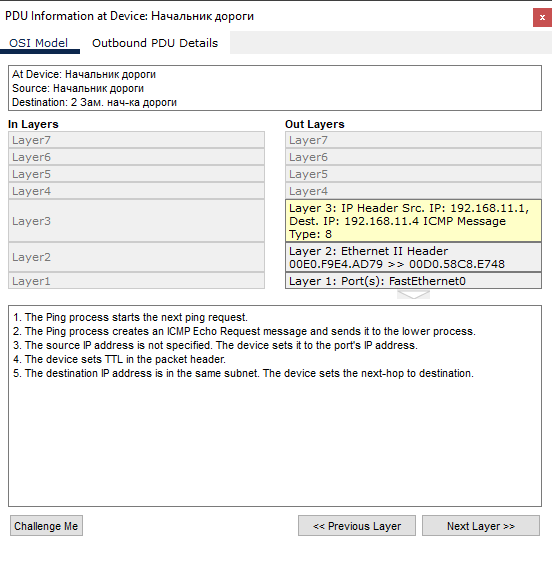 PDU Information at Device: Начальник дороги
x
OSI Model
Outbound PDU Details
At Device: Начальник дороги
Source: Начальник дороги
Destination: 2 Зам. нач-ка дороги
In Layers
Layer7
Layer6
Layer5
Layer4
Layer3
Layer2
Layer1
Out Layers
Layer7
Layer6
Layer5
Layer4
Layer 3: IP Header Src. IP: 192.168.11.1,
Dest. IP: 192.168.11.4 ICMP Message
Type: 8
Layer 2: Ethernet II Header
00E0.F9E4.AD79 >> 00D0.58C8.E748
Layer 1: Port(s): FastEthernet0
1. The Ping process starts the next ping request.
2. The Ping process creates an ICMP Echo Request message and sends it to the lower process.
3. The source IP address is not specified. The device sets it to the port's IP address.
4. The device sets TTL in the packet header.
5. The destination IP address is in the same subnet. The device sets the next-hop to destination.
Challenge Me
<< Previous Layer
Next Layer >>